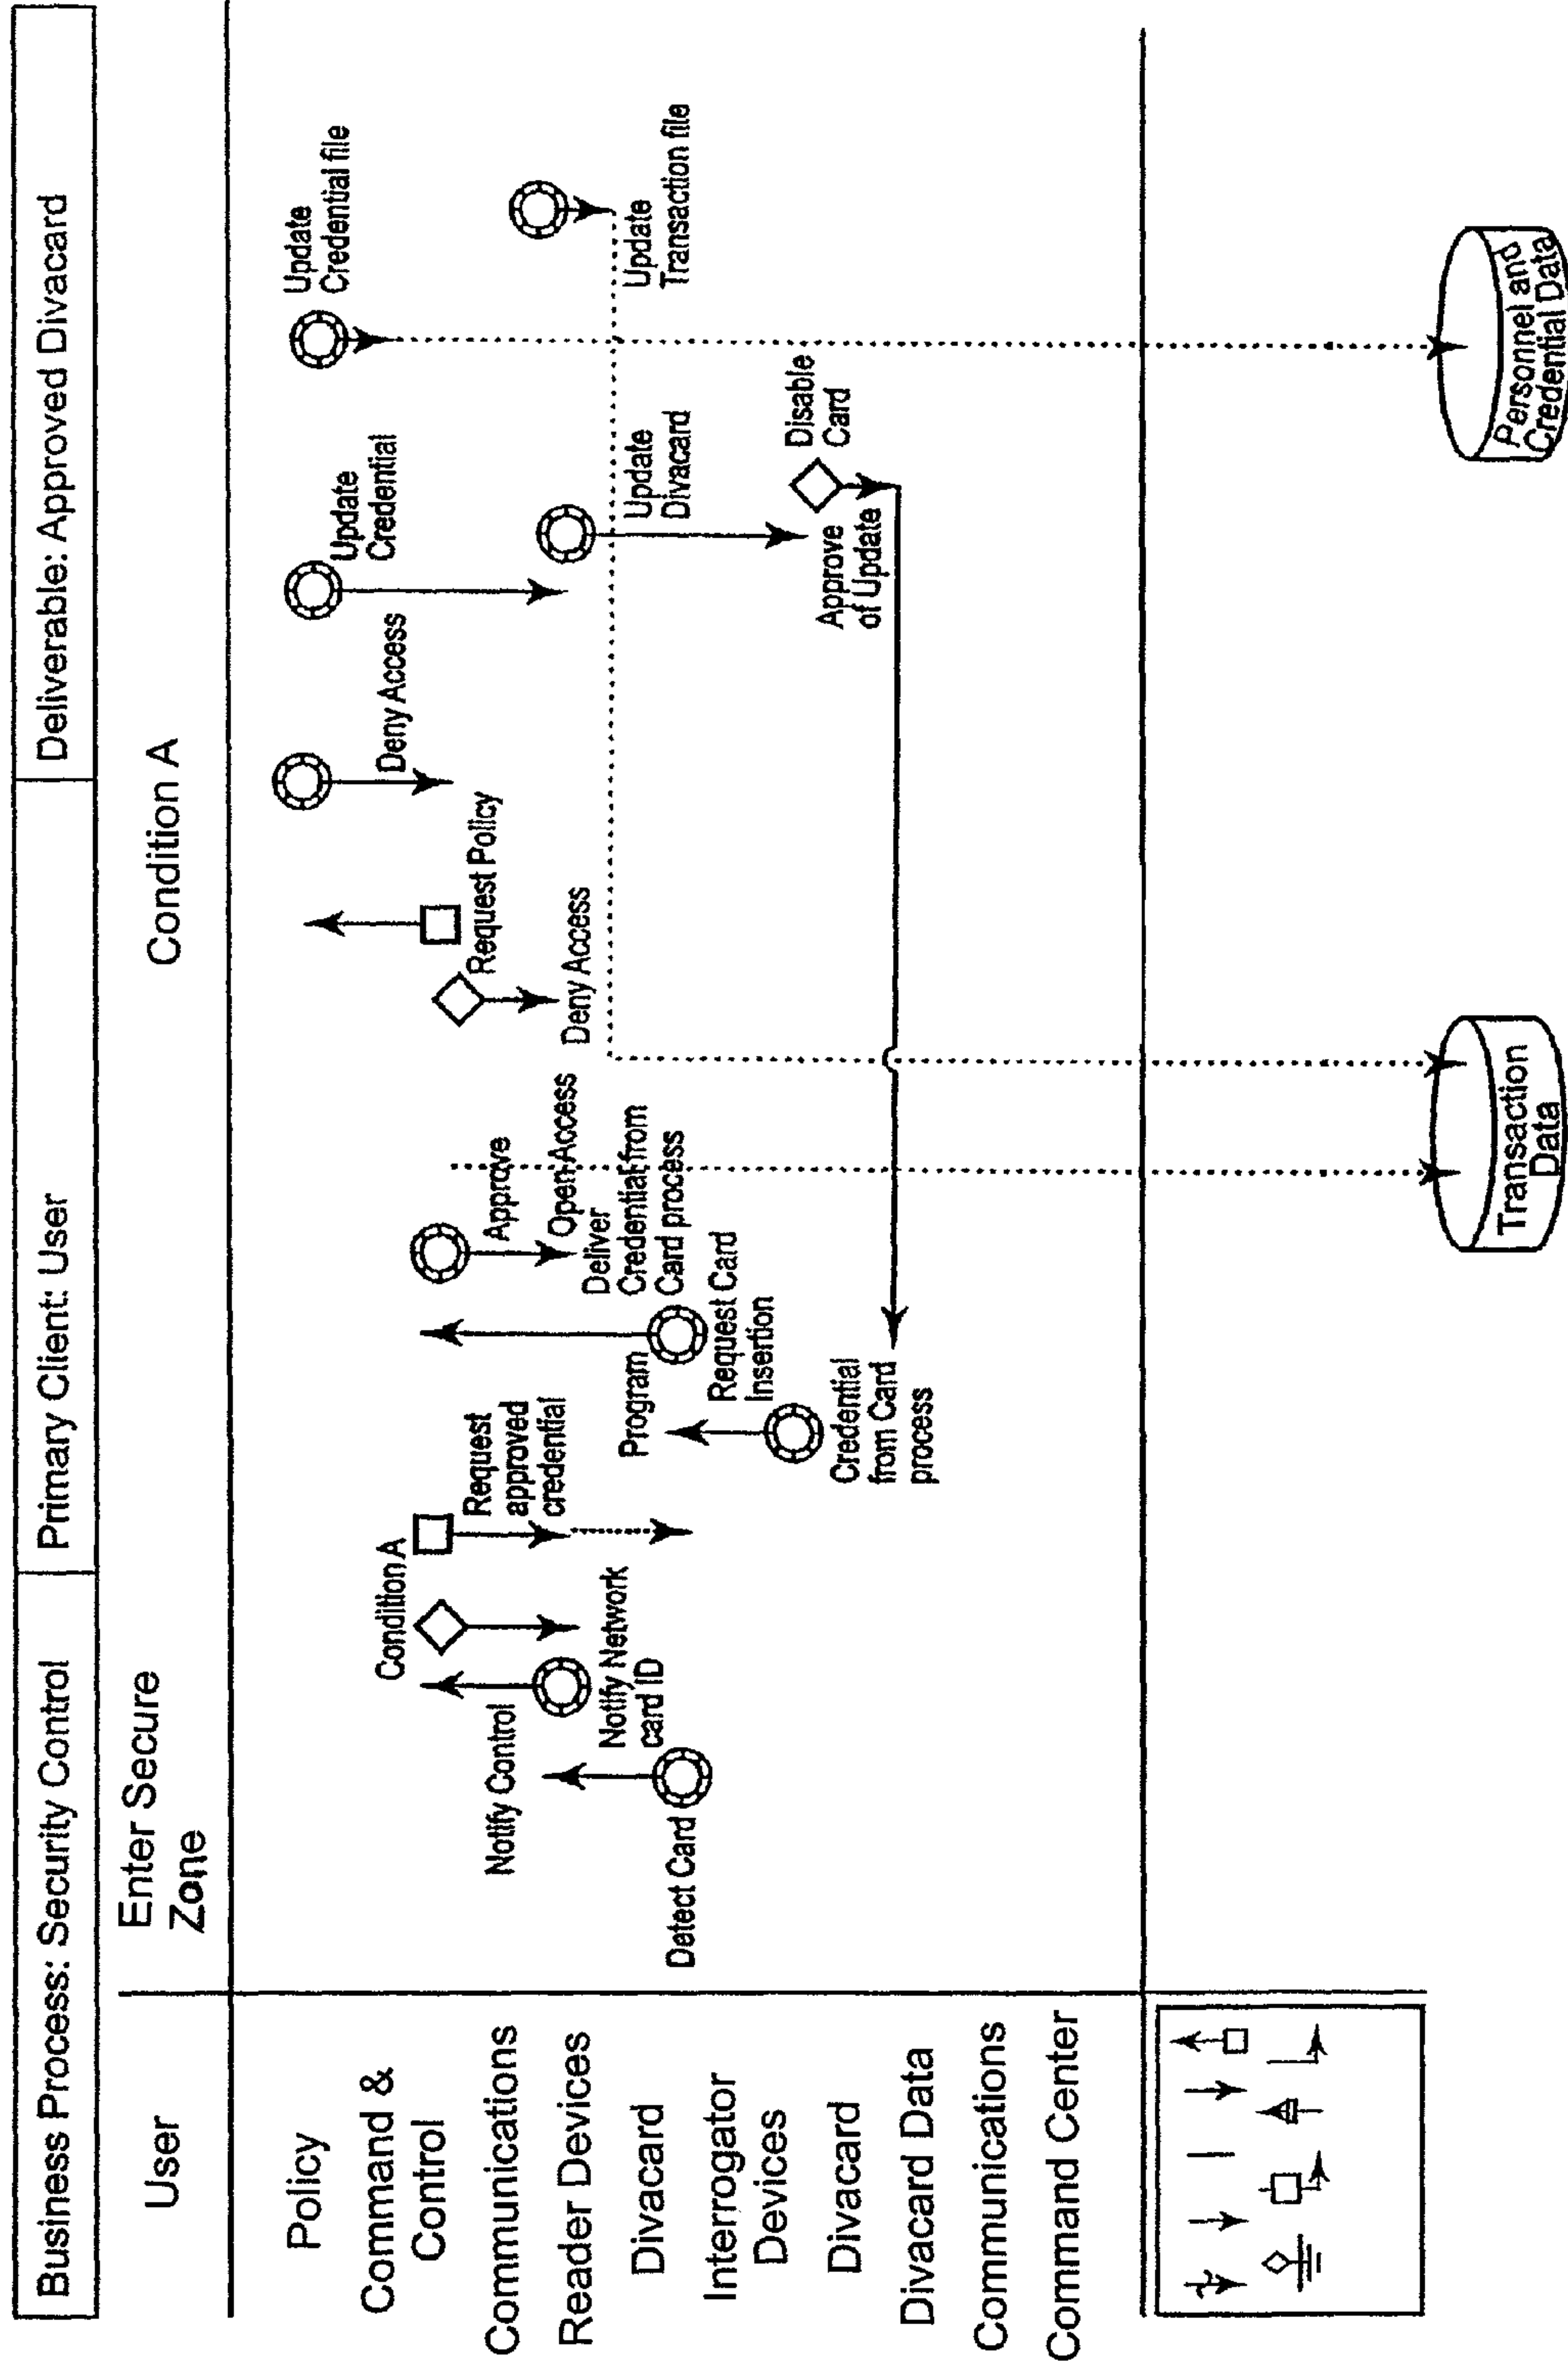 Business Process: Security Control
Primary Client: User
Deliverable: Approved Divacard
User
Enter Secure
Zone
Condition A
Policy
Command &
Control
Communications
Reader Devices
Divacard
Interrogator
Devices
Divacard
Divacard Data
Communications
Command Center
Detect Card
Notify Control
Notify Network
card ID
Condition A
Request
approved
credential
Program
Credential
from Card
process
Request Card
Insertion
Deliver
Credential from
Card process
Approve
Open Access
Deny Access
Request Policy
Deny Access
Update
Credential
Update
Divacard
Approve
of Update
Disable
Card
Update
Credential file
Update
Transaction file
Transaction
Data
Personnel and
Credential Data